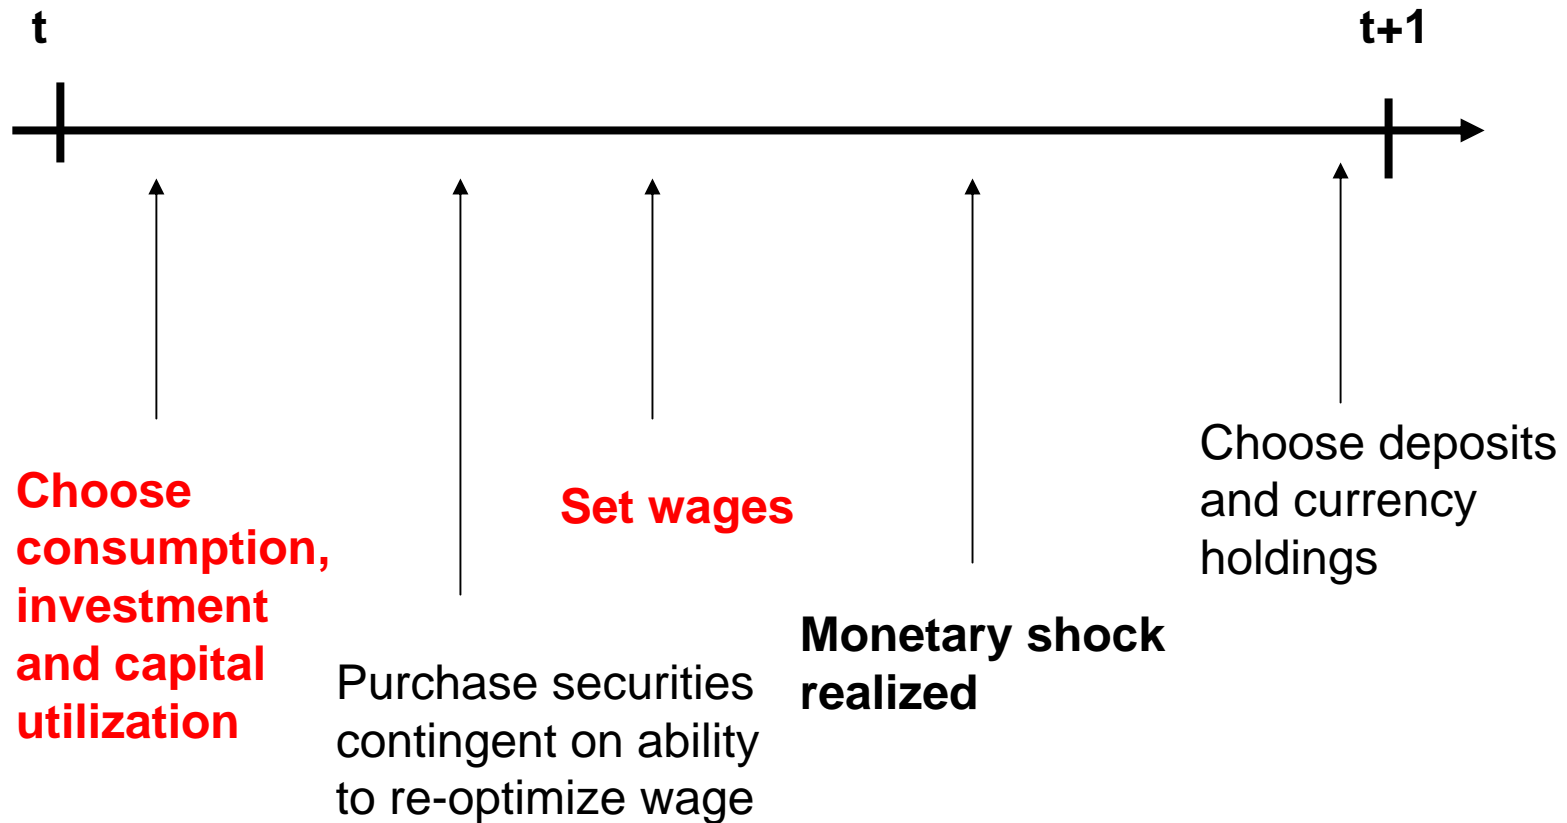 t
t+1
Choose
consumption,
investment
and capital
utilization
Purchase securities
contingent on ability
to re-optimize wage
Set wages
Monetary shock
realized
Choose deposits
and currency
holdings